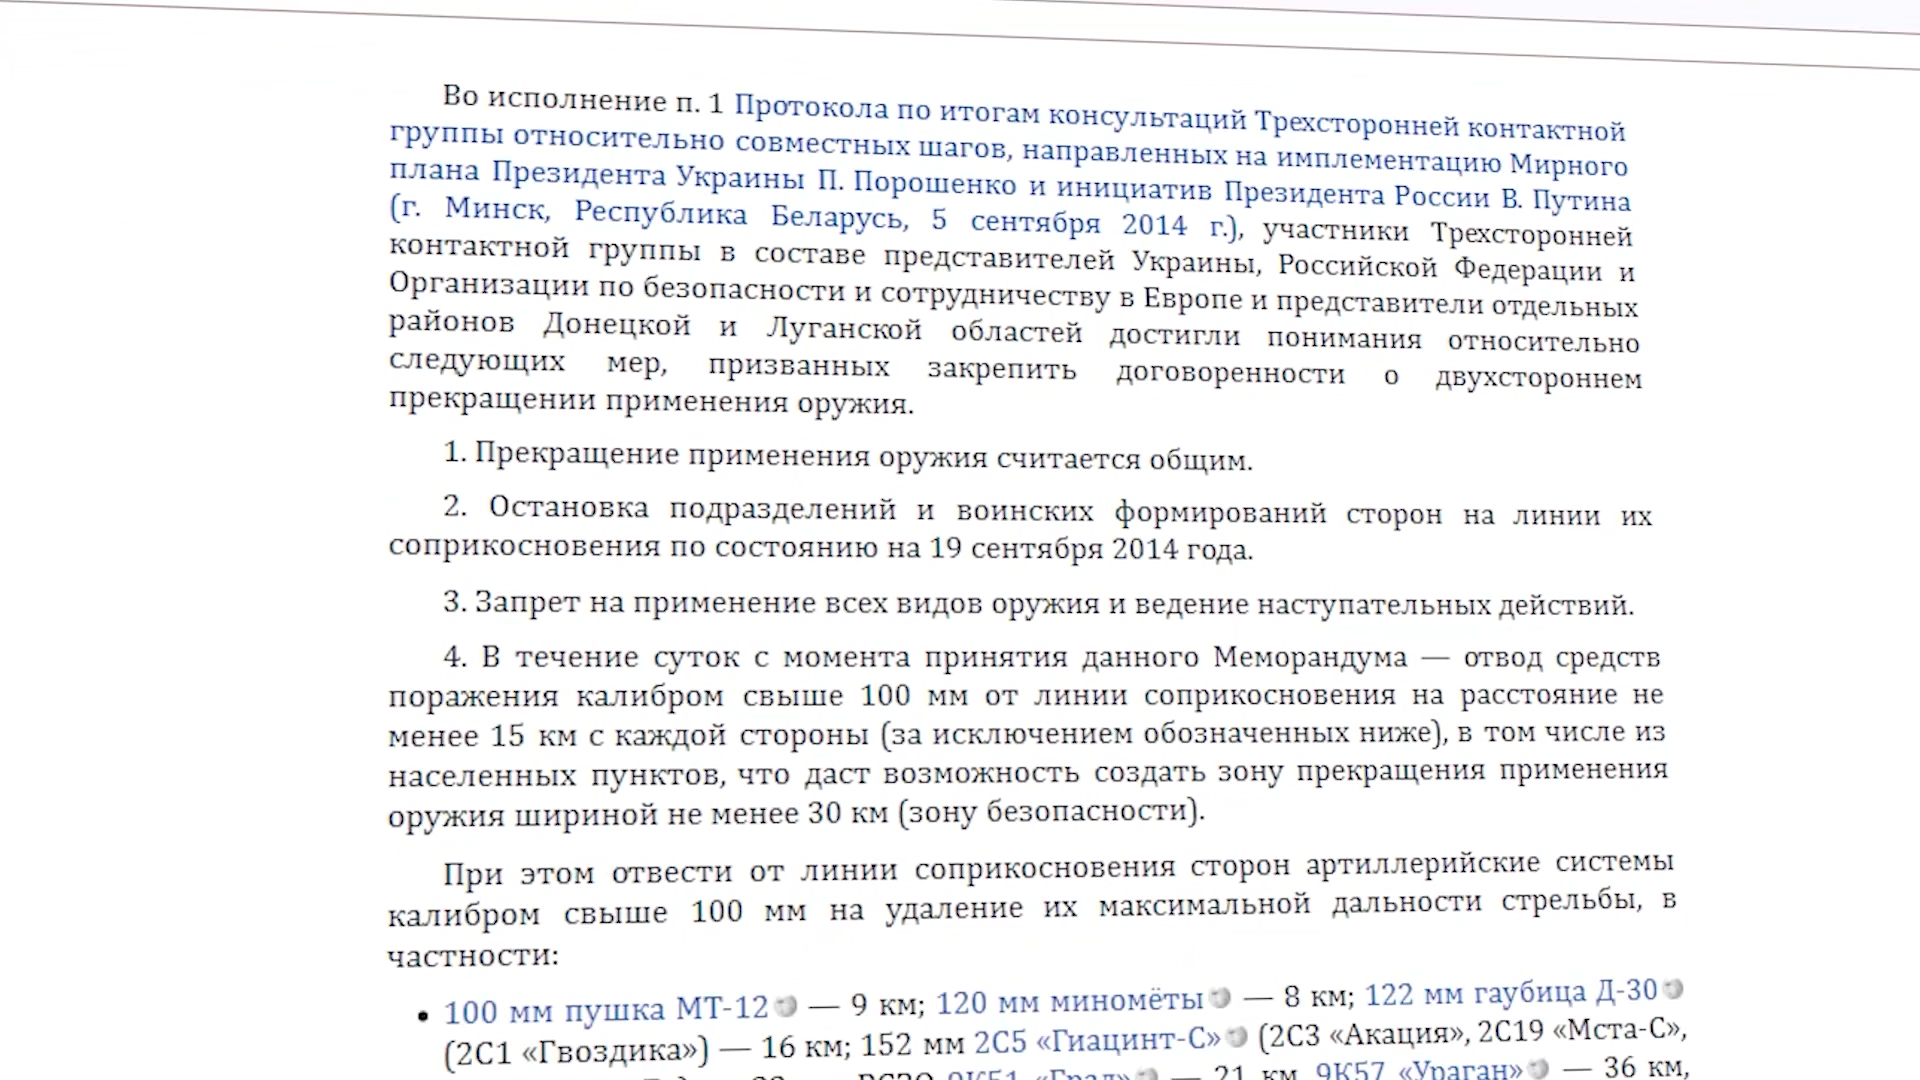 Во исполнение п. 1 Протокола по итогам консультаций Трехсторонней контактной
группы относительно совместных шагов, направленных на имплементацию Мирного
плана Президента Украины П. Порошенко и инициатив Президента России В. Путина
(г. Минск, Республика Беларусь, 5 сентября 2014 г.), участники Трехсторонней
контактной группы в составе представителей Украины, Российской Федерации и
Организации по безопасности и сотрудничеству в Европе и представители отдельных
районов Донецкой и Луганской областей достигли понимания относительно
следующих мер, призванных закрепить договоренности о двухстороннем
прекращении применения оружия.
1. Прекращение применения оружия считается общим.
2. Остановка подразделений и воинских формирований сторон на линии их
соприкосновения по состоянию на 19 сентября 2014 года.
3. Запрет на применение всех видов оружия и ведение наступательных действий.
4. В течение суток с момента принятия данного Меморандума — отвод средств
поражения калибром свыше 100 мм от линии соприкосновения на расстояние не
менее 15 км с каждой стороны (за исключением обозначенных ниже), в том числе из
населенных пунктов, что даст возможность создать зону прекращения применения
оружия шириной не менее 30 км (зону безопасности).
При этом отвести от линии соприкосновения сторон артиллерийские системы
калибром свыше 100 мм на удаление их максимальной дальности стрельбы, в
частности:
• 100 мм пушка МТ-12 — 9 км; 120 мм миномёты — 8 км; 122 мм гаубица Д-30
(2С1 «Гвоздика») — 16 км; 152 мм 2С5 «Гиацинт-С» (2С3 «Акация», 2С19 «Мста-С»,
РСЗО 9К51 «Град» — 21 км, 9К57 «Ураган» — 36 км,